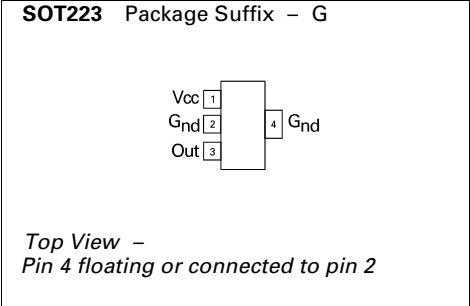 SOT223 Package Suffix – G
Vcc 1
Gnd 2
4 Gnd
Out 3
Top View –
Pin 4 floating or connected to pin 2